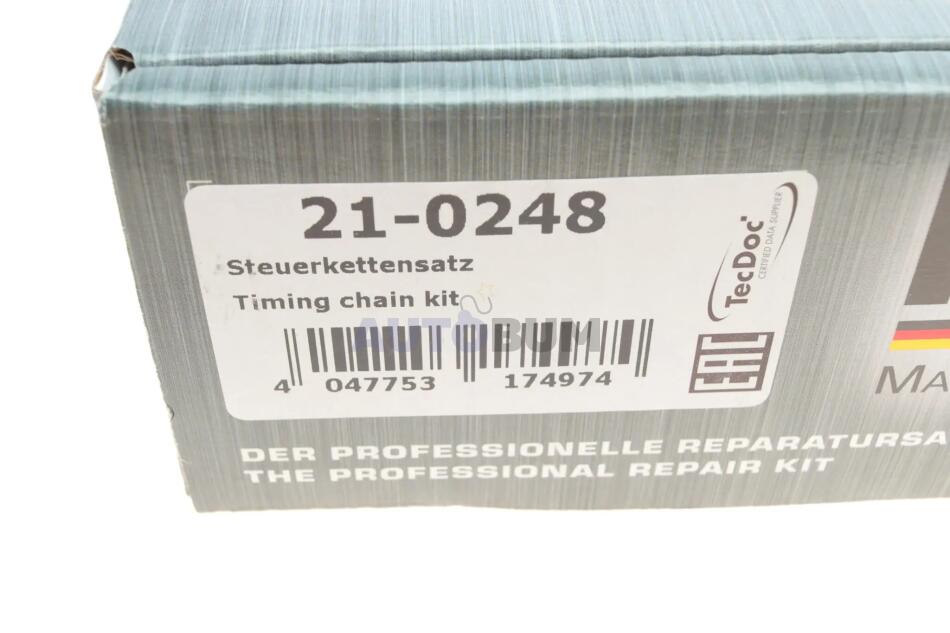 21-0248
Steuerkettensatz
Timing chain kit
AUTOBUM
4 047753 174974
TecDoc
CERTIFIED DATA SUPPLIER
EAC
MA
DER PROFESSIONELLE REPARATURSA
THE PROFESSIONAL REPAIR KIT